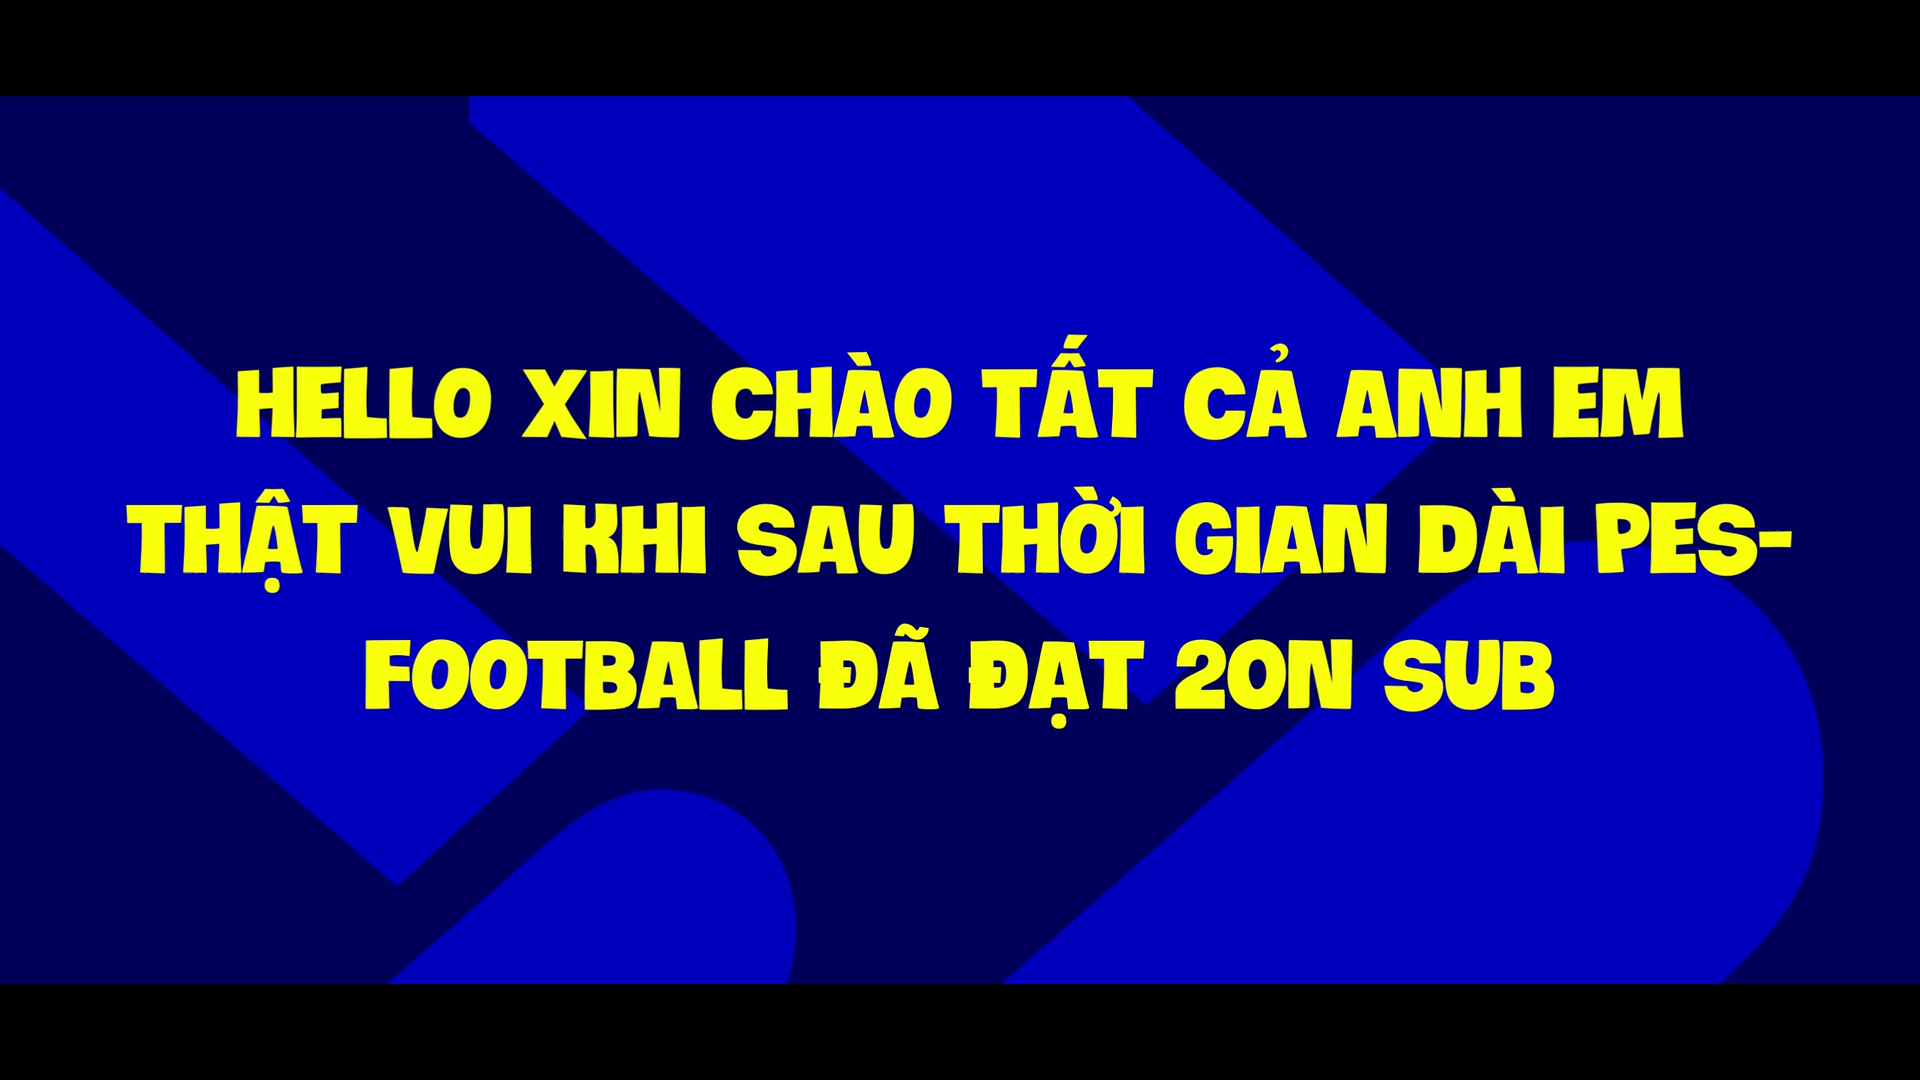 HELLO XIN CHÀO TẤT CẢ ANH EM
THẬT VUI KHI SAU THỜI GIAN DÀI PES-
FOOTBALL ĐÃ ĐẠT 20N SUB